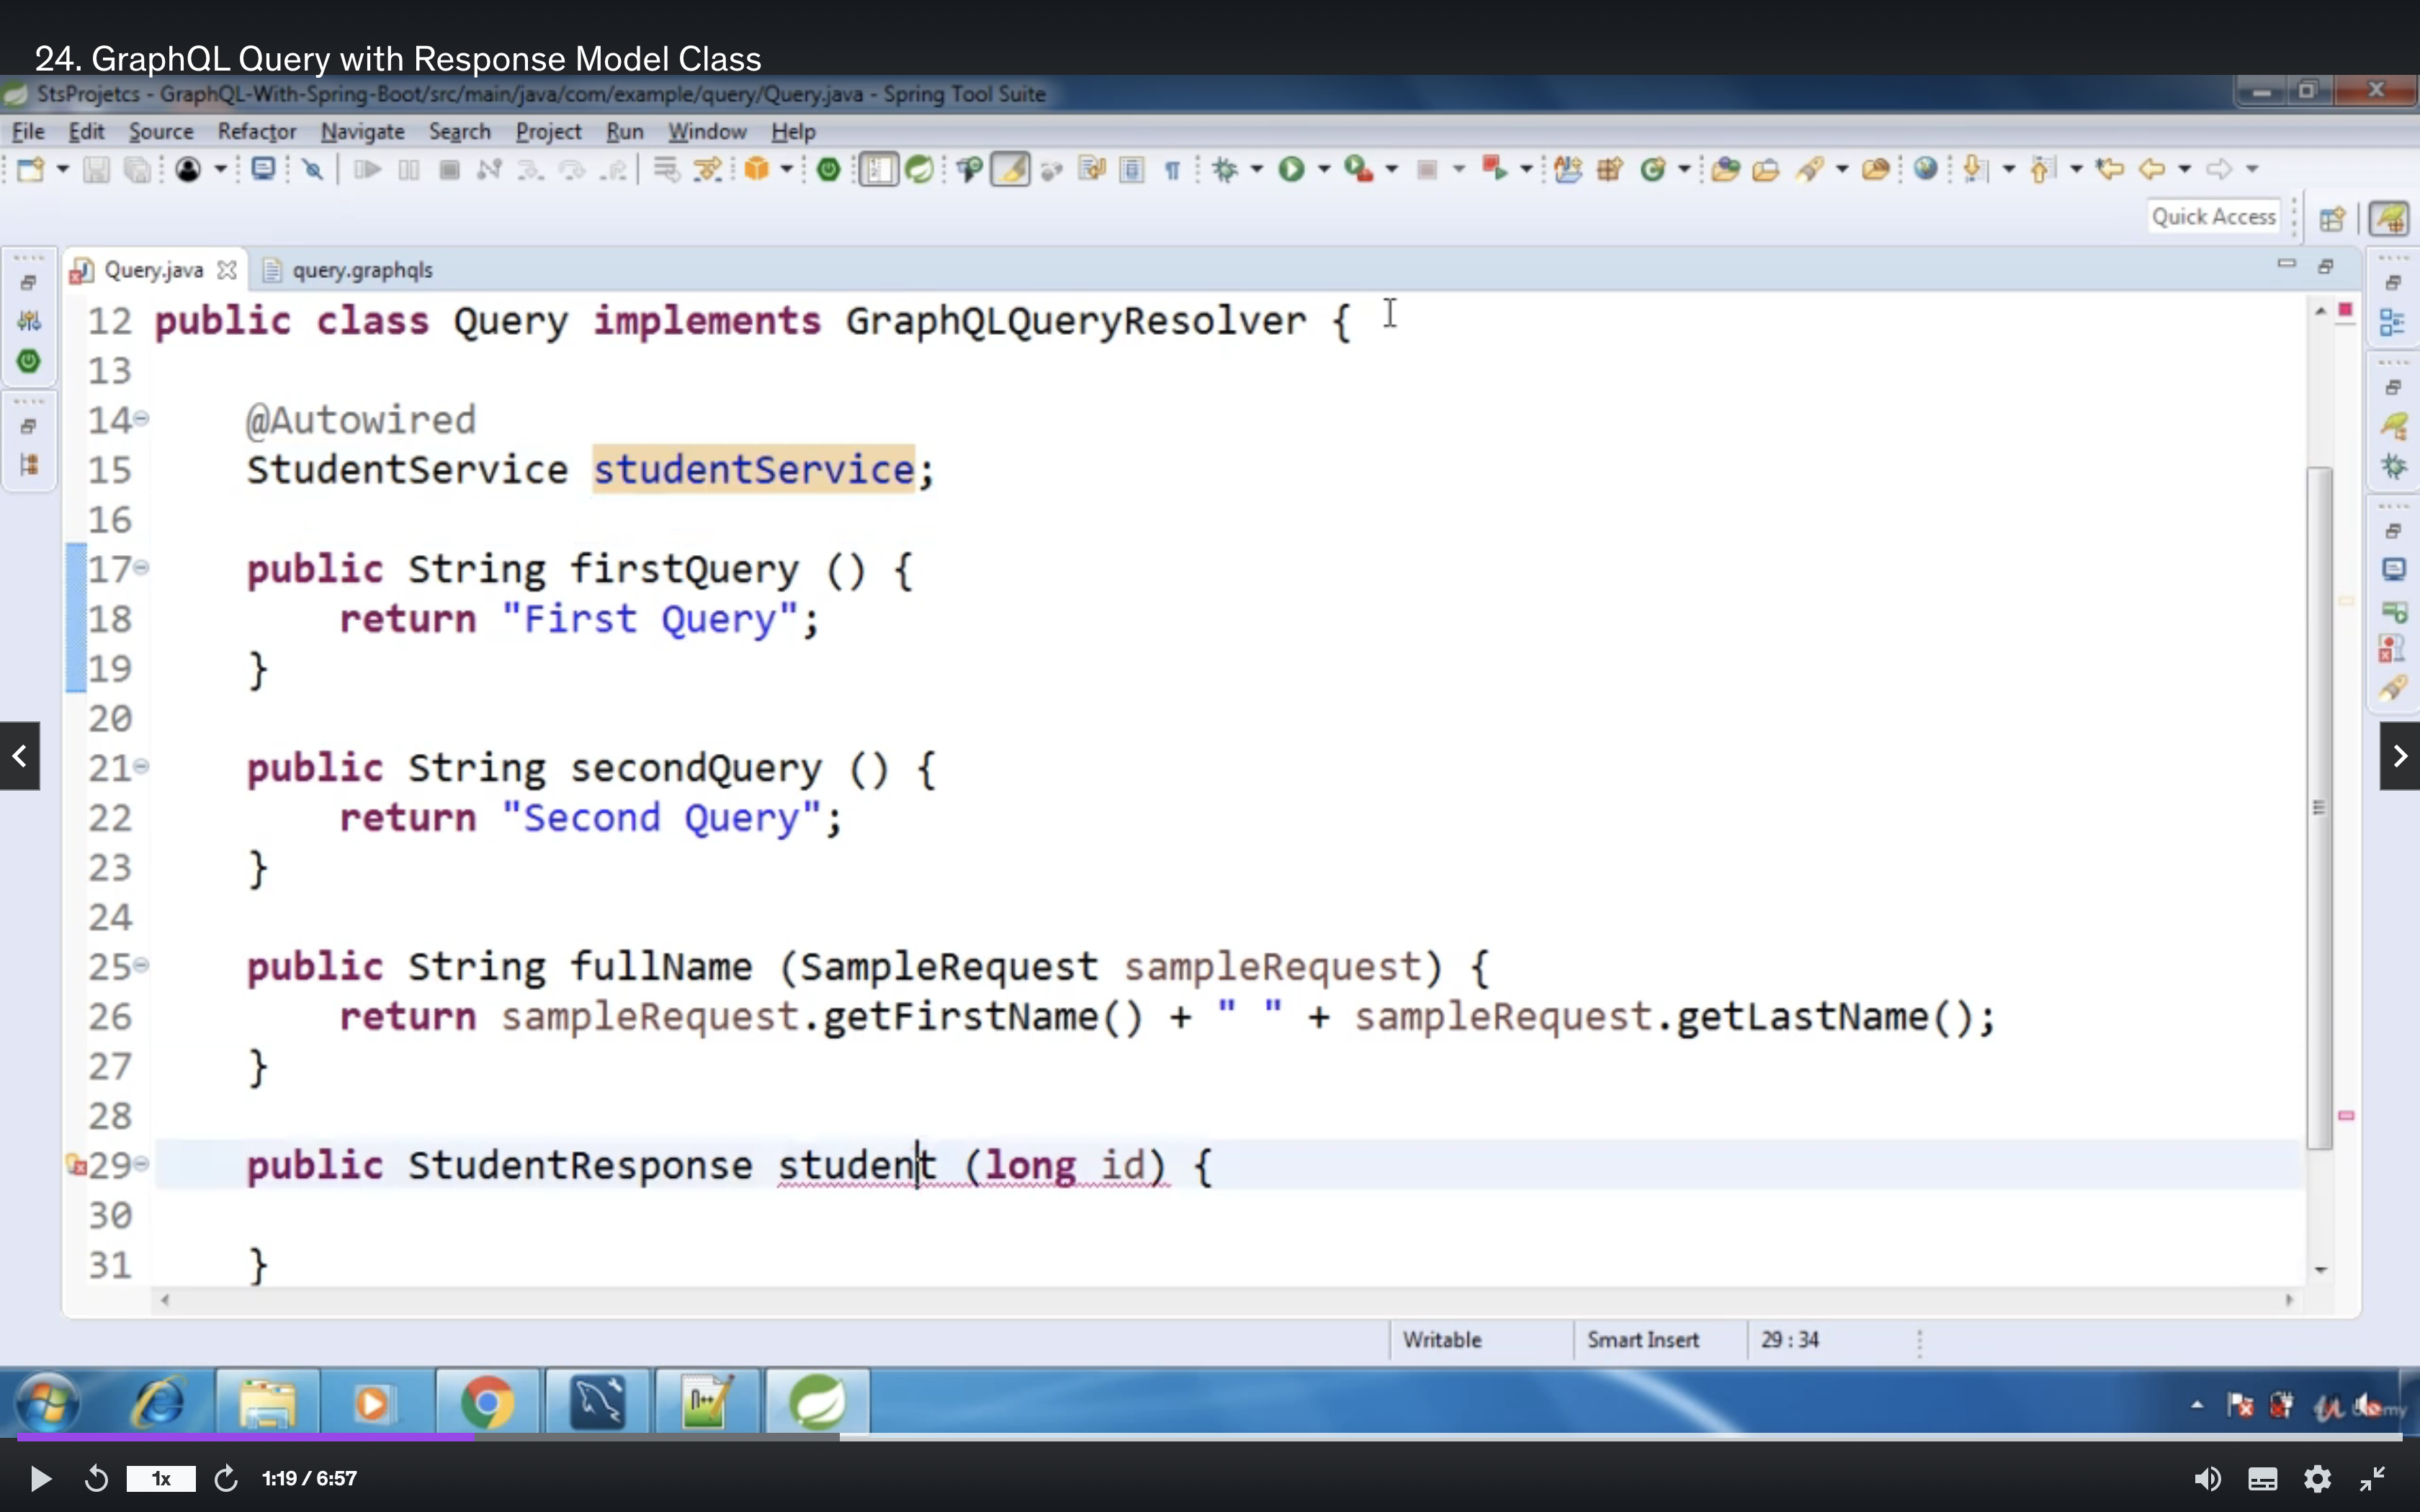 24. GraphQL Query with Response Model Class
StsProjetcs - GraphQL-With-Spring-Boot/src/main/java/com/example/query/Query.java - Spring Tool Suite
File Edit Source Refactor Navigate Search Project Run Window Help
Quick Access
Query.java query.graphqls
12 public class Query implements GraphQLQueryResolver {
13
14 @Autowired
15 StudentService studentService;
16
17 public String firstQuery () {
18 return "First Query";
19 }
20
21 public String secondQuery () {
22 return "Second Query";
23 }
24
25 public String fullName (SampleRequest sampleRequest) {
26 return sampleRequest.getFirstName() + " " + sampleRequest.getLastName();
27 }
28
29 public StudentResponse student (long id) {
30
31 }
Writable Smart Insert 29 : 34
1x 1:19 / 6:57